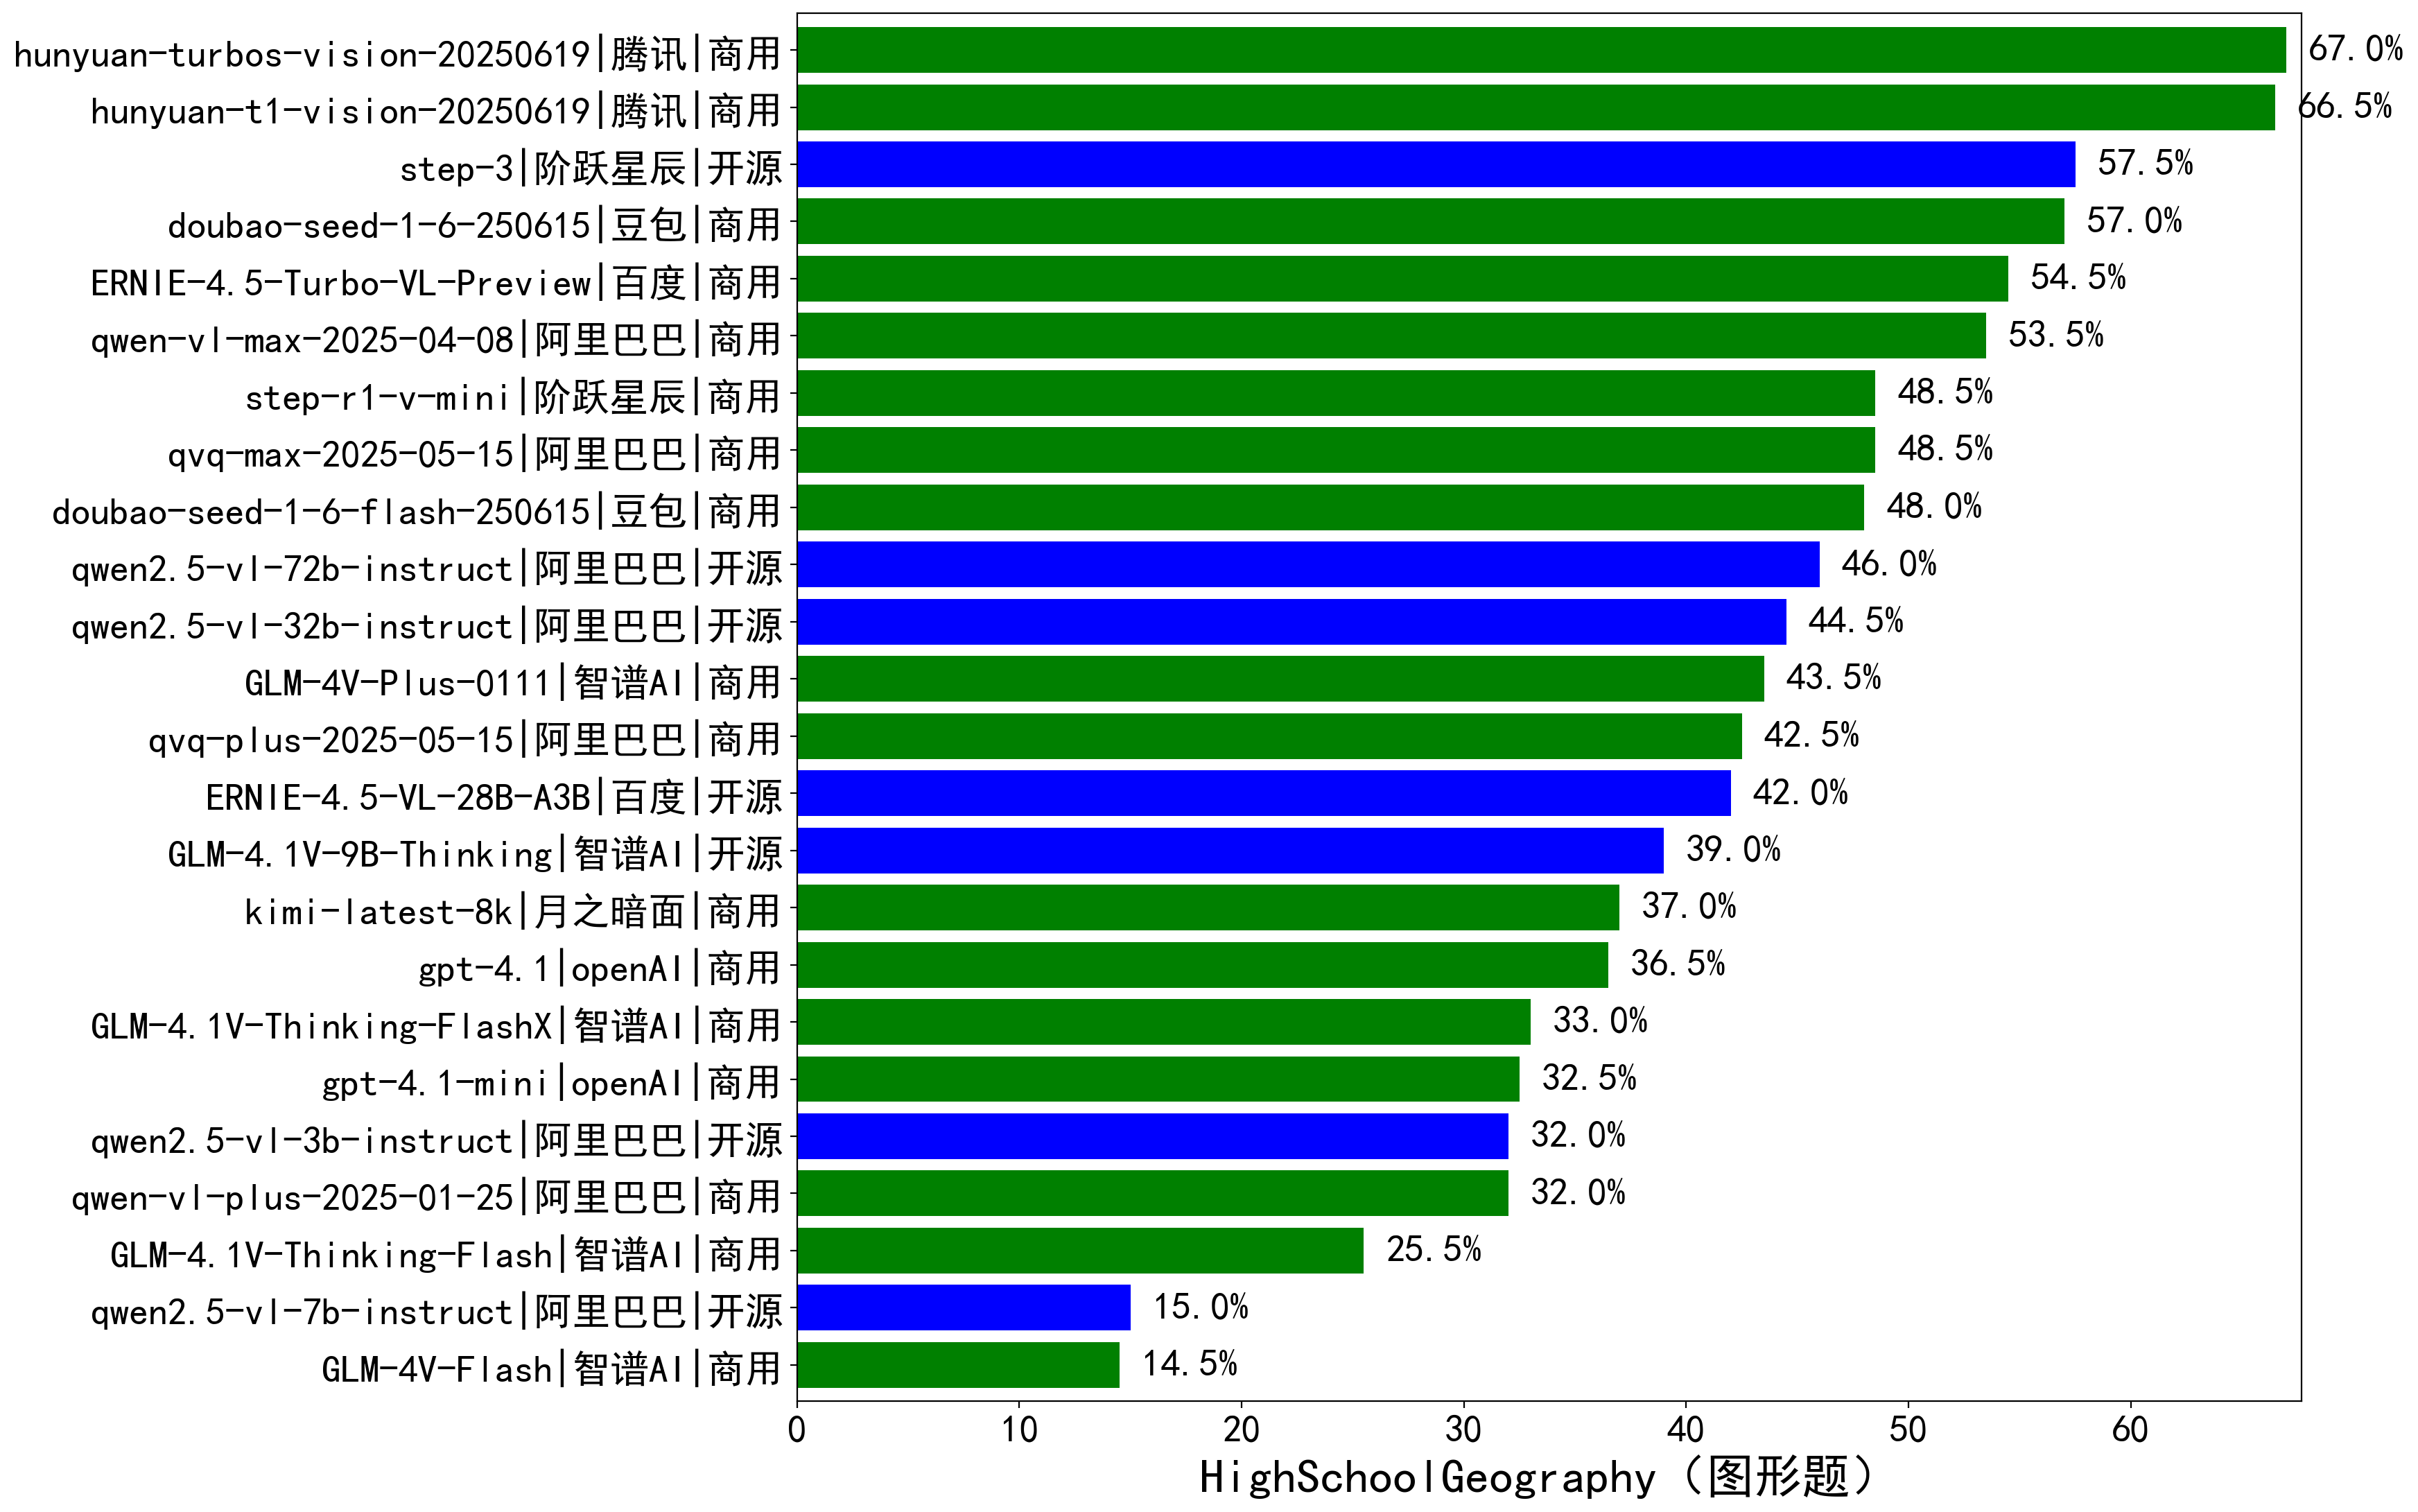 hunyuan-turbos-vision-20250619|腾讯|商用 67.0%
hunyuan-t1-vision-20250619|腾讯|商用 66.5%
step-3|阶跃星辰|开源 57.5%
doubao-seed-1-6-250615|豆包|商用 57.0%
ERNIE-4.5-Turbo-VL-Preview|百度|商用 54.5%
qwen-vl-max-2025-04-08|阿里巴巴|商用 53.5%
step-r1-v-mini|阶跃星辰|商用 48.5%
qvq-max-2025-05-15|阿里巴巴|商用 48.5%
doubao-seed-1-6-flash-250615|豆包|商用 48.0%
qwen2.5-vl-72b-instruct|阿里巴巴|开源 46.0%
qwen2.5-vl-32b-instruct|阿里巴巴|开源 44.5%
GLM-4V-Plus-0111|智谱AI|商用 43.5%
qvq-plus-2025-05-15|阿里巴巴|商用 42.5%
ERNIE-4.5-VL-28B-A3B|百度|开源 42.0%
GLM-4.1V-9B-Thinking|智谱AI|开源 39.0%
kimi-latest-8k|月之暗面|商用 37.0%
gpt-4.1|openAI|商用 36.5%
GLM-4.1V-Thinking-FlashX|智谱AI|商用 33.0%
gpt-4.1-mini|openAI|商用 32.5%
qwen2.5-vl-3b-instruct|阿里巴巴|开源 32.0%
qwen-vl-plus-2025-01-25|阿里巴巴|商用 32.0%
GLM-4.1V-Thinking-Flash|智谱AI|商用 25.5%
qwen2.5-vl-7b-instruct|阿里巴巴|开源 15.0%
GLM-4V-Flash|智谱AI|商用 14.5%
0 10 20 30 40 50 60
HighSchoolGeography（图形题）